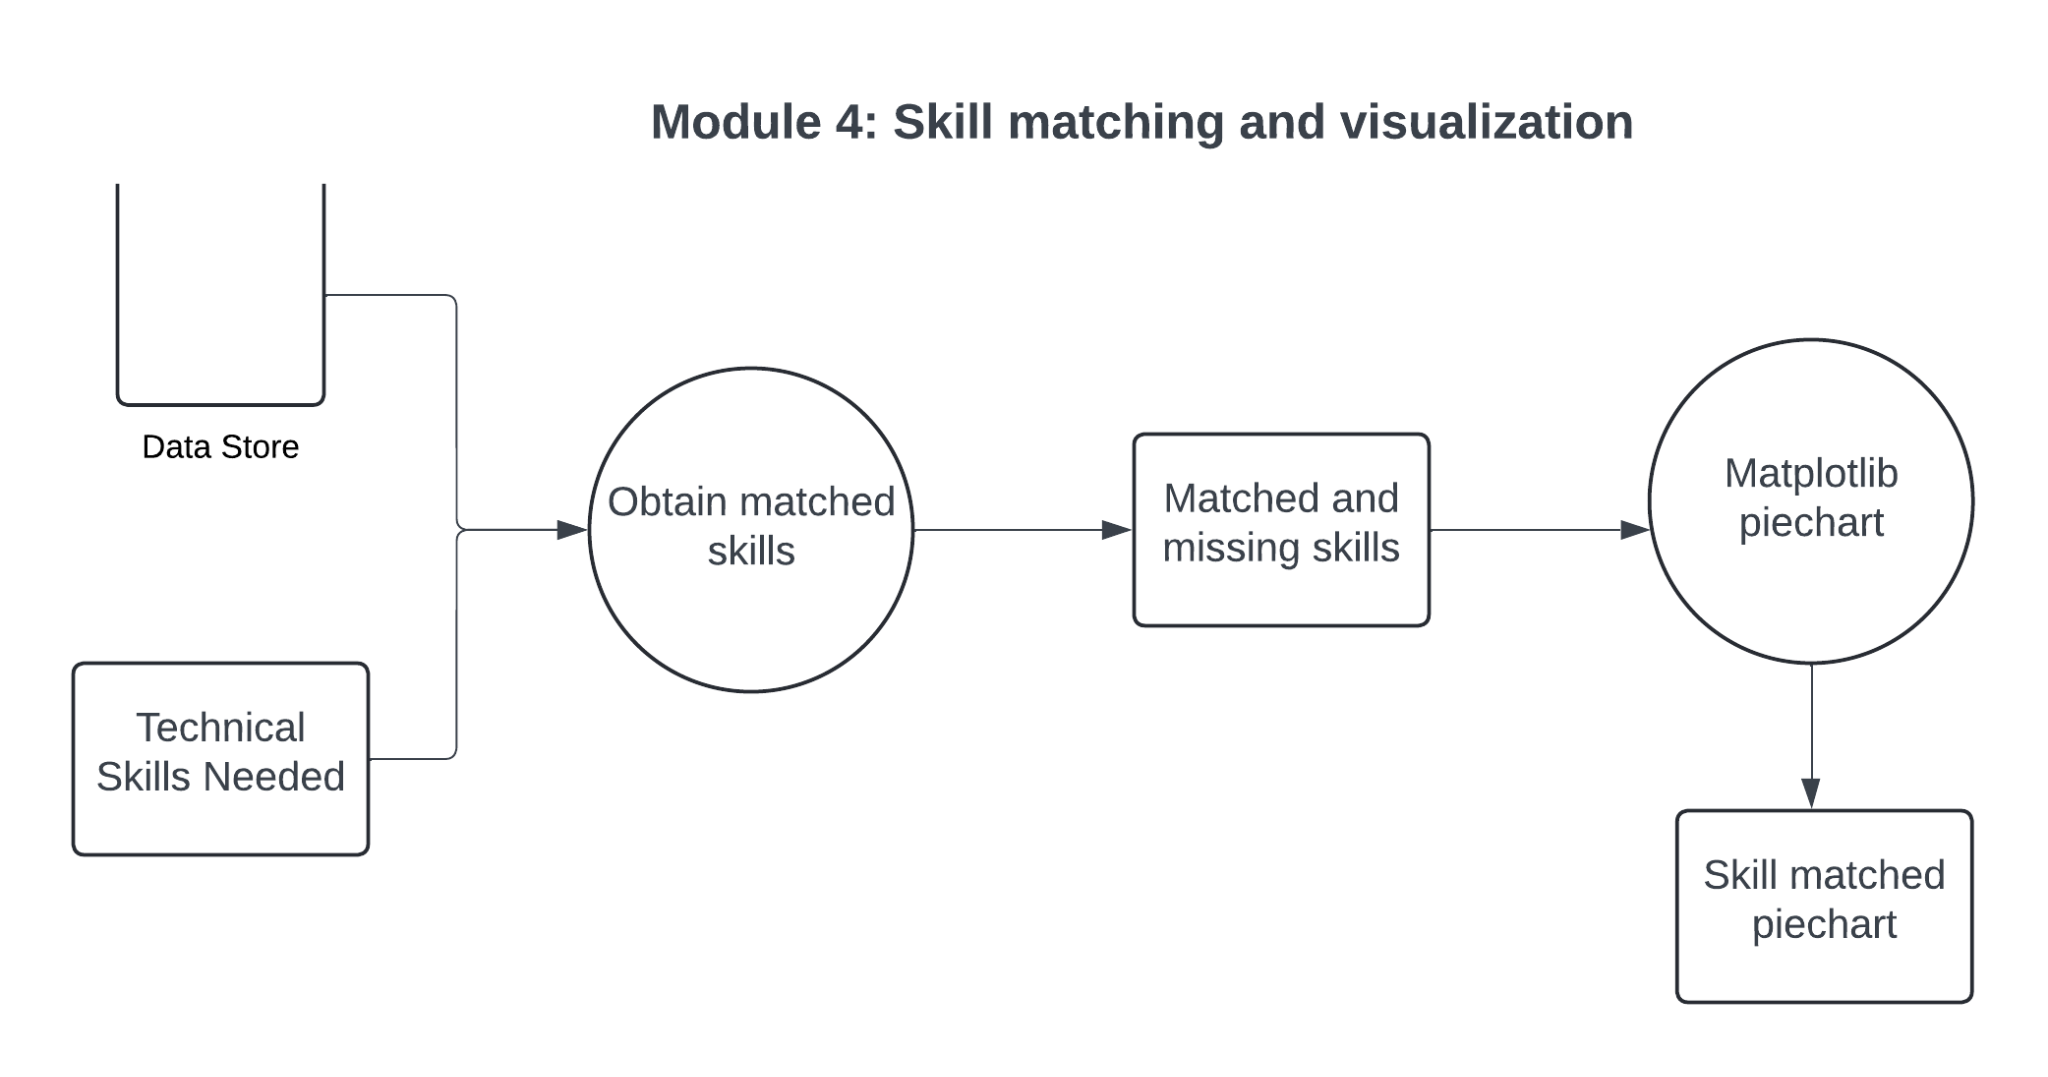 Module 4: Skill matching and visualization
Data Store
Technical
Skills Needed
Obtain matched
skills
Matched and
missing skills
Matplotlib
piechart
Skill matched
piechart